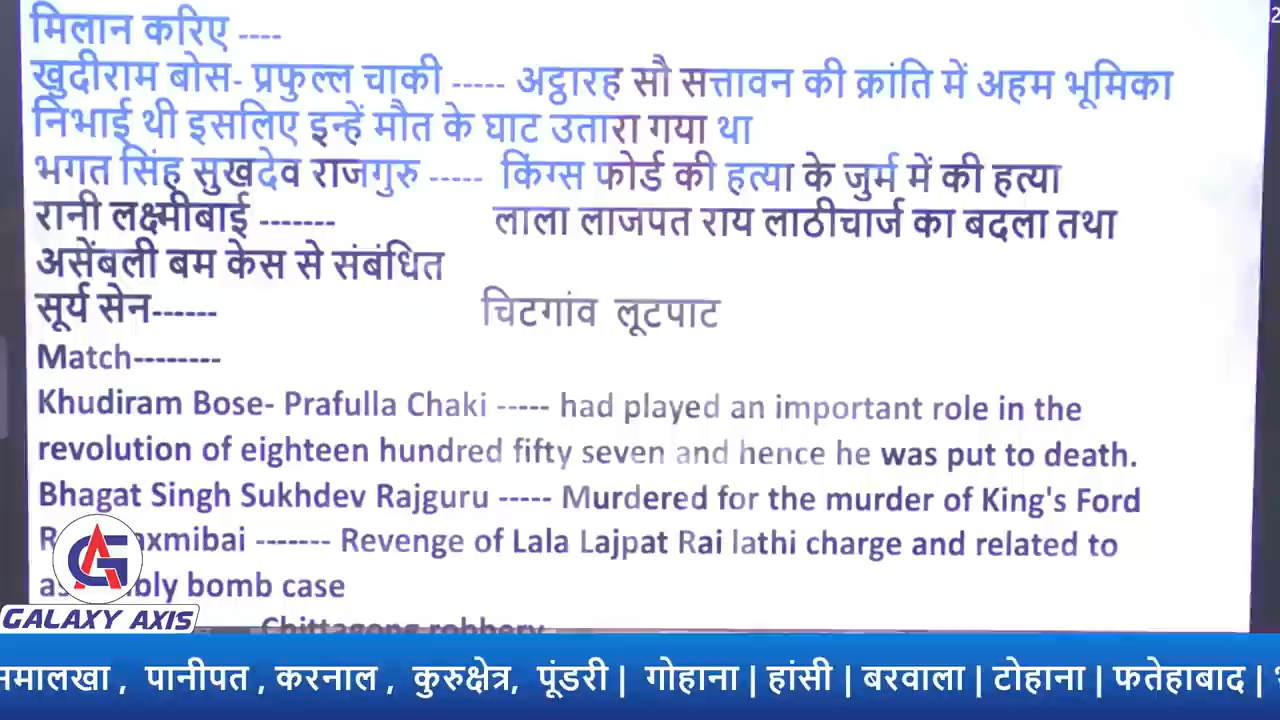 मिलान करिए ----
खुदीराम बोस- प्रफुल्ल चाकी ----- अट्ठारह सौ सत्तावन की क्रांति में अहम भूमिका
निभाई थी इसलिए इन्हें मौत के घाट उतारा गया था
भगत सिंह सुखदेव राजगुरु ----- किंग्स फोर्ड की हत्या के जुर्म में की हत्या
रानी लक्ष्मीबाई ------- लाला लाजपत राय लाठीचार्ज का बदला तथा
असेंबली बम केस से संबंधित
सूर्य सेन------ चिटगांव लूटपाट
Match--------
Khudiram Bose- Prafulla Chaki ----- had played an important role in the
revolution of eighteen hundred fifty seven and hence he was put to death.
Bhagat Singh Sukhdev Rajguru ----- Murdered for the murder of King's Ford
------- Revenge of Lala Lajpat Rai lathi charge and related to
bomb case
Chittagong robbery
GALAXY AXIS
समालखा , पानीपत , करनाल , कुरुक्षेत्र, पूंडरी | गोहाना | हांसी | बरवाला | टोहाना | फतेहाबाद |